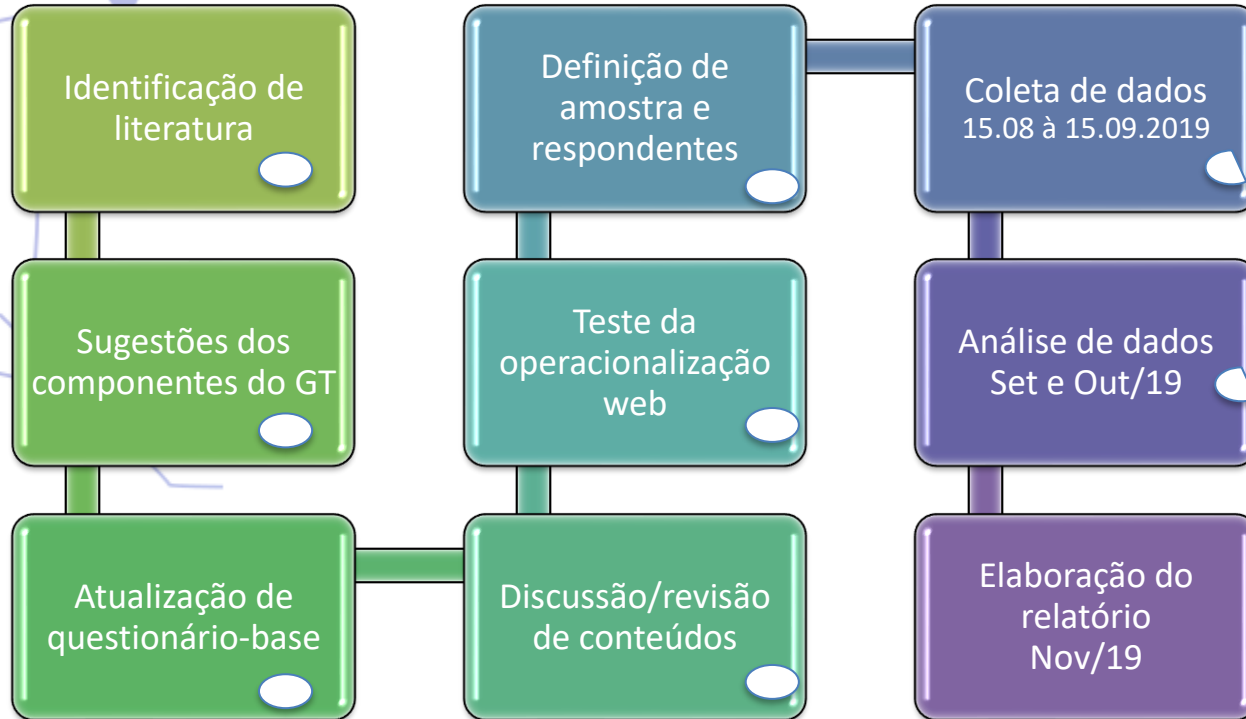 Identificação de
literatura
Sugestões dos
componentes do GT
Atualização de
questionário-base
Discussão/revisão
de conteúdos
Teste da
operacionalização
web
Definição de
amostra e
respondentes
Coleta de dados
15.08 à 15.09.2019
Análise de dados
Set e Out/19
Elaboração do
relatório
Nov/19